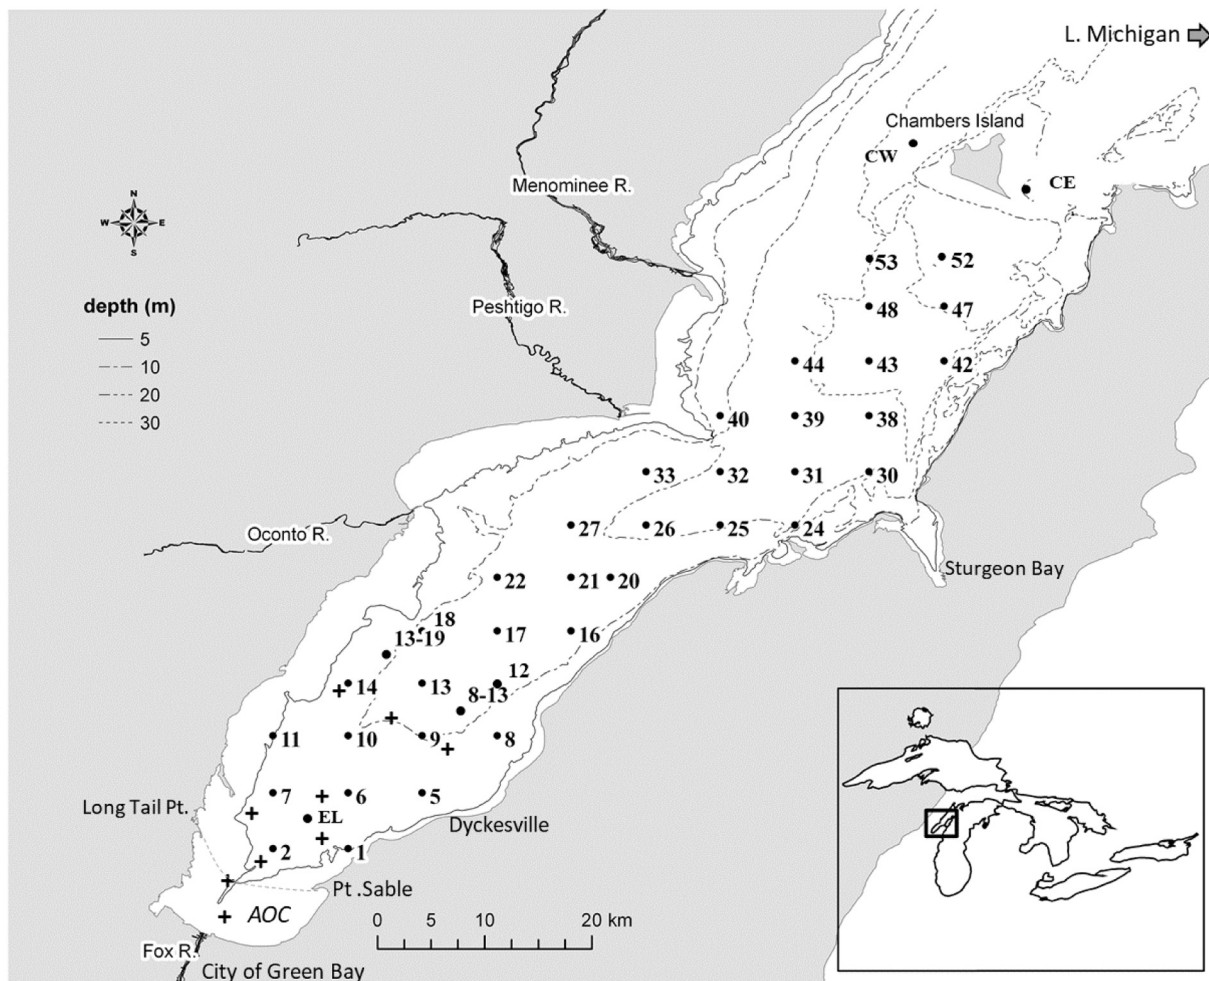 L. Michigan
Chambers Island
CW
CE
Menominee R.
N
W E
S
53 52
depth (m)
5
10
20
30
Peshtigo R.
48 47
44 43 42
40 39 38
33 32 31 30
Oconto R.
27 26 25 24
Sturgeon Bay
22 21 20
18
13-19 17 16
12
14 13 8-13
11 10 9 8
7 6 5
Long Tail Pt.
EL
Dyckesville
2 1
Pt .Sable
AOC
0 5 10 20 km
Fox R.
City of Green Bay